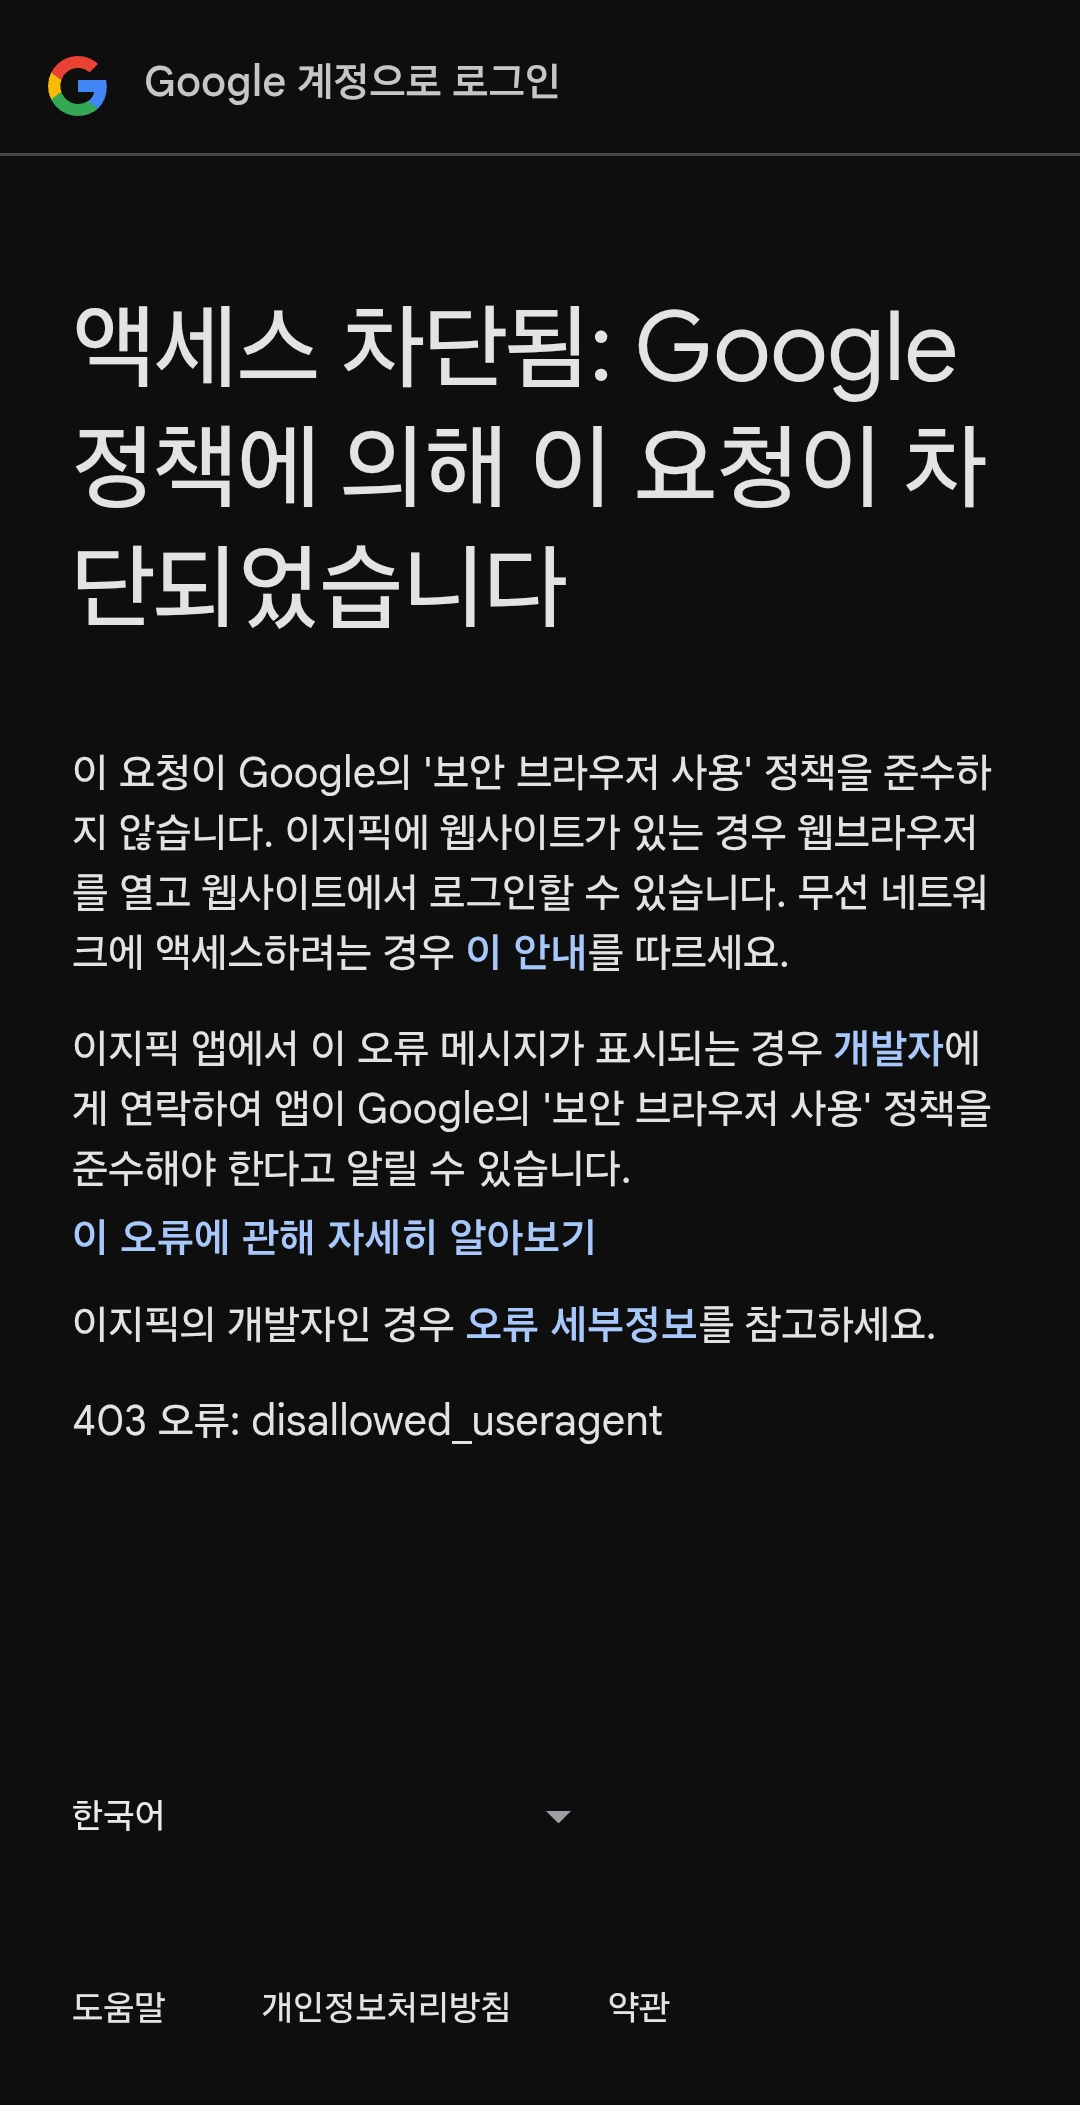 Google 계정으로 로그인
액세스 차단됨: Google
정책에 의해 이 요청이 차
단되었습니다
이 요청이 Google의 '보안 브라우저 사용' 정책을 준수하
지 않습니다. 이지픽에 웹사이트가 있는 경우 웹브라우저
를 열고 웹사이트에서 로그인할 수 있습니다. 무선 네트워
크에 액세스하려는 경우 이 안내를 따르세요.
이지픽 앱에서 이 오류 메시지가 표시되는 경우 개발자에
게 연락하여 앱이 Google의 '보안 브라우저 사용' 정책을
준수해야 한다고 알릴 수 있습니다.
이 오류에 관해 자세히 알아보기
이지픽의 개발자인 경우 오류 세부정보를 참고하세요.
403 오류: disallowed_useragent
한국어
도움말 개인정보처리방침 약관